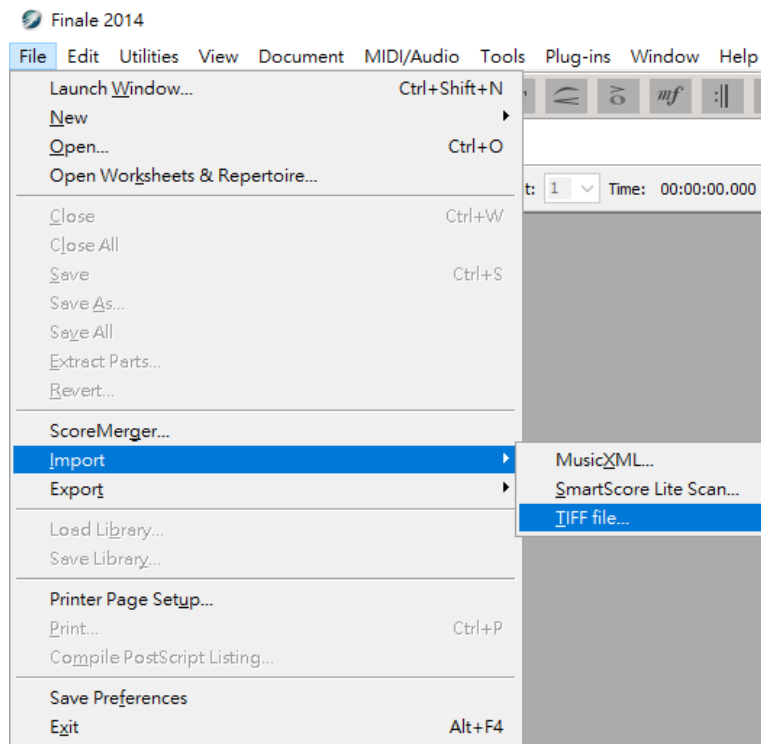 Finale 2014
File Edit Utilities View Document MIDI/Audio Tools Plug-ins Window Help
Launch Window... Ctrl+Shift+N
New
Open... Ctrl+O
Open Worksheets & Repertoire...
t: 1 Time: 00:00:00.000
Close Ctrl+W
Close All
Save Ctrl+S
Save As...
Save All
Extract Parts...
Revert...
ScoreMerger...
Import
Export
MusicXML...
SmartScore Lite Scan...
TIFF file...
Load Library...
Save Library...
Printer Page Setup...
Print... Ctrl+P
Compile PostScript Listing...
Save Preferences
Exit Alt+F4